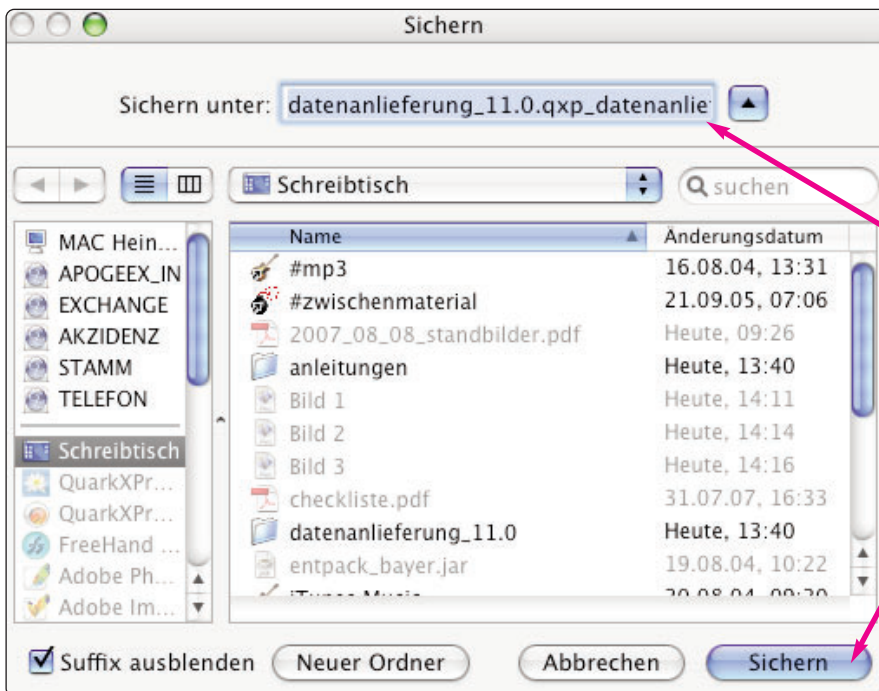 Sichern
Sichern unter: datenanlieferung_11.0.qxp_datenanlie
Schreibtisch
suchen
MAC Hein...
APOGEEX_IN
EXCHANGE
AKZIDENZ
STAMM
TELEFON
Schreibtisch
QuarkXPr...
QuarkXPr...
FreeHand ...
Adobe Ph...
Adobe Im...
Name Änderungsdatum
#mp3 16.08.04, 13:31
#zwischenmaterial 21.09.05, 07:06
2007_08_08_standbilder.pdf Heute, 09:26
anleitungen Heute, 13:40
Bild 1 Heute, 14:11
Bild 2 Heute, 14:14
Bild 3 Heute, 14:16
checkliste.pdf 31.07.07, 16:33
datenanlieferung_11.0 Heute, 13:40
entpack_bayer.jar 19.08.04, 10:22
Suffix ausblenden Neuer Ordner Abbrechen Sichern